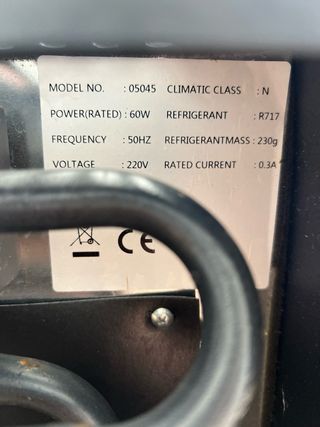 MODEL NO. : 05045 CLIMATIC CLASS : N
POWER(RATED) : 60W REFRIGERANT : R717
FREQUENCY : 50HZ REFRIGERANTMASS : 230g
VOLTAGE : 220V RATED CURRENT : 0.3A
CE